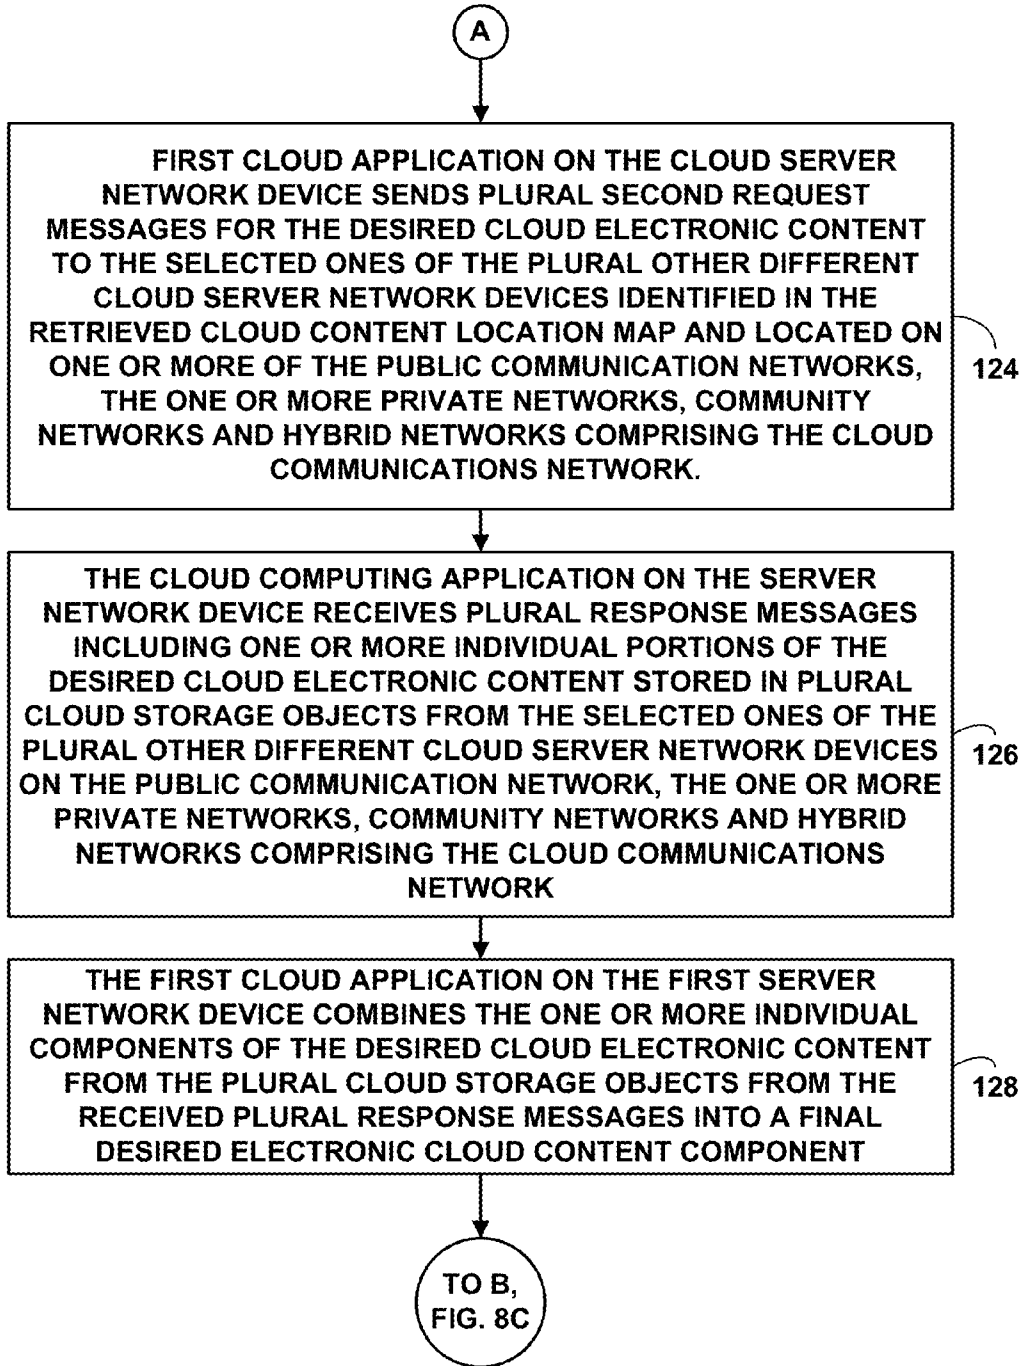 A
FIRST CLOUD APPLICATION ON THE CLOUD SERVER
NETWORK DEVICE SENDS PLURAL SECOND REQUEST
MESSAGES FOR THE DESIRED CLOUD ELECTRONIC CONTENT
TO THE SELECTED ONES OF THE PLURAL OTHER DIFFERENT
CLOUD SERVER NETWORK DEVICES IDENTIFIED IN THE
RETRIEVED CLOUD CONTENT LOCATION MAP AND LOCATED ON
ONE OR MORE OF THE PUBLIC COMMUNICATION NETWORKS,
THE ONE OR MORE PRIVATE NETWORKS, COMMUNITY
NETWORKS AND HYBRID NETWORKS COMPRISING THE CLOUD
COMMUNICATIONS NETWORK.
124
THE CLOUD COMPUTING APPLICATION ON THE SERVER
NETWORK DEVICE RECEIVES PLURAL RESPONSE MESSAGES
INCLUDING ONE OR MORE INDIVIDUAL PORTIONS OF THE
DESIRED CLOUD ELECTRONIC CONTENT STORED IN PLURAL
CLOUD STORAGE OBJECTS FROM THE SELECTED ONES OF THE
PLURAL OTHER DIFFERENT CLOUD SERVER NETWORK DEVICES
ON THE PUBLIC COMMUNICATION NETWORK, THE ONE OR MORE
PRIVATE NETWORKS, COMMUNITY NETWORKS AND HYBRID
NETWORKS COMPRISING THE CLOUD COMMUNICATIONS
NETWORK
126
THE FIRST CLOUD APPLICATION ON THE FIRST SERVER
NETWORK DEVICE COMBINES THE ONE OR MORE INDIVIDUAL
COMPONENTS OF THE DESIRED CLOUD ELECTRONIC CONTENT
FROM THE PLURAL CLOUD STORAGE OBJECTS FROM THE
RECEIVED PLURAL RESPONSE MESSAGES INTO A FINAL
DESIRED ELECTRONIC CLOUD CONTENT COMPONENT
128
TO B,
FIG. 8C